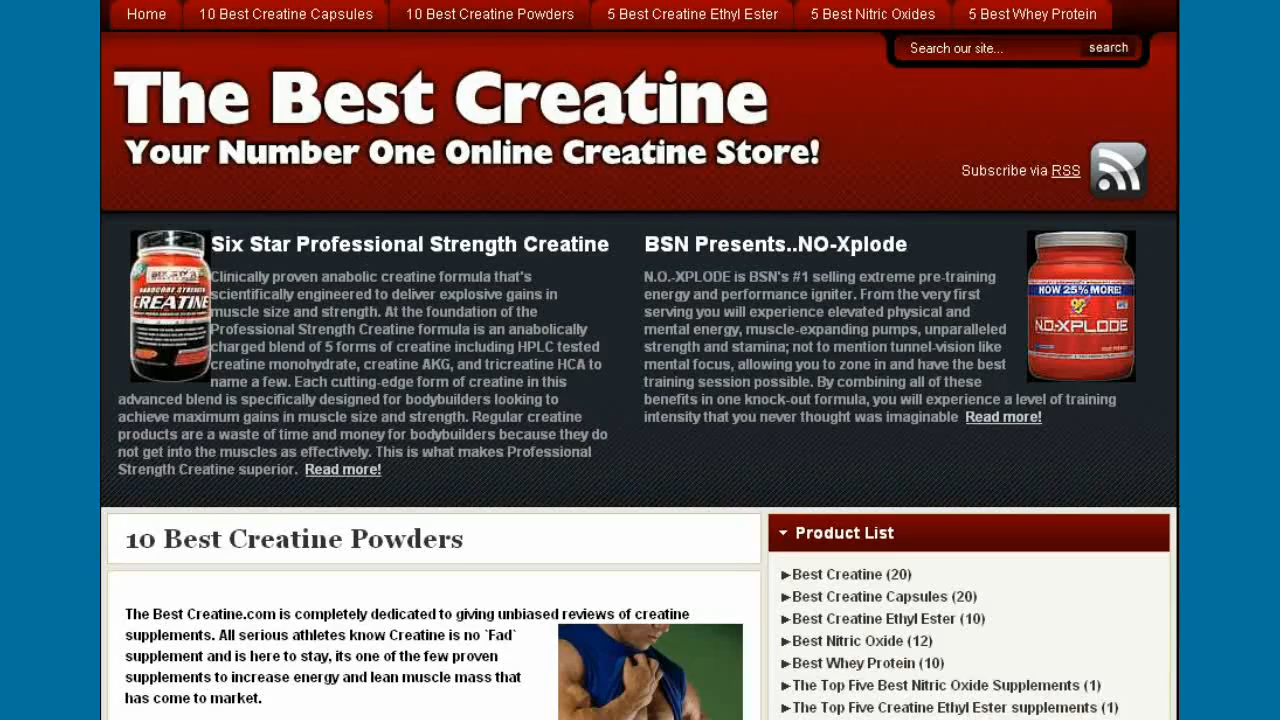 Home 10 Best Creatine Capsules 10 Best Creatine Powders 5 Best Creatine Ethyl Ester 5 Best Nitric Oxides 5 Best Whey Protein
Search our site... search
The Best Creatine
Your Number One Online Creatine Store!
Subscribe via RSS
Six Star Professional Strength Creatine
Clinically proven anabolic creatine formula that's
scientifically engineered to deliver explosive gains in
muscle size and strength. At the foundation of the
Professional Strength Creatine formula is an anabolically
charged blend of 5 forms of creatine including HPLC tested
creatine monohydrate, creatine AKG, and tricreatine HCA to
name a few. Each cutting-edge form of creatine in this
advanced blend is specifically designed for bodybuilders looking to
achieve maximum gains in muscle size and strength. Regular creatine
products are a waste of time and money for bodybuilders because they do
not get into the muscles as effectively. This is what makes Professional
Strength Creatine superior. Read more!
SIX STAR
HARDCORE STRENGTH
CREATINE
BSN Presents..NO-Xplode
N.O.-XPLODE is BSN's #1 selling extreme pre-training
energy and performance igniter. From the very first
serving you will experience elevated physical and
mental energy, muscle-expanding pumps, unparalleled
strength and stamina; not to mention tunnel-vision like
mental focus, allowing you to zone in and have the best
training session possible. By combining all of these
benefits in one knock-out formula, you will experience a level of training
intensity that you never thought was imaginable Read more!
NOW 25% MORE!
NO-XPLODE
10 Best Creatine Powders
The Best Creatine.com is completely dedicated to giving unbiased reviews of creatine
supplements. All serious athletes know Creatine is no `Fad`
supplement and is here to stay, its one of the few proven
supplements to increase energy and lean muscle mass that
has come to market.
Product List
Best Creatine (20)
Best Creatine Capsules (20)
Best Creatine Ethyl Ester (10)
Best Nitric Oxide (12)
Best Whey Protein (10)
The Top Five Best Nitric Oxide Supplements (1)
The Top Five Creatine Ethyl Ester supplements (1)